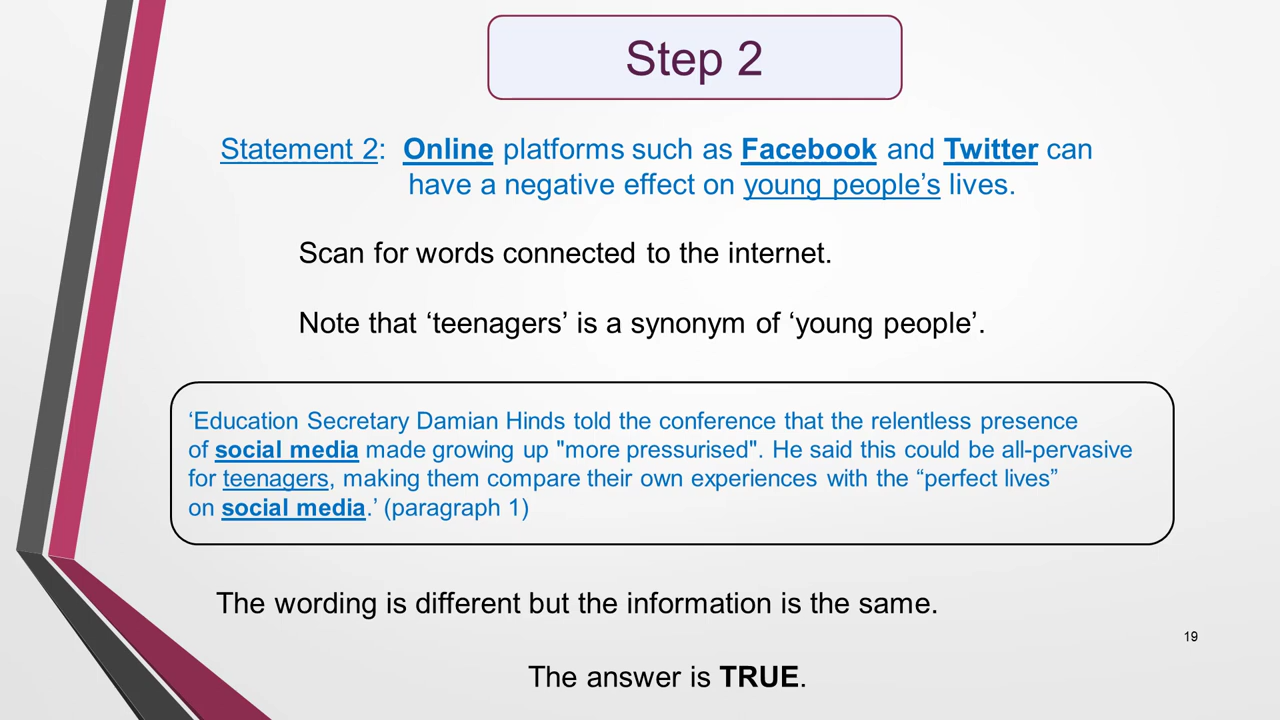 Step 2
Statement 2:  Online platforms such as Facebook and Twitter can
have a negative effect on young people’s lives.
Scan for words connected to the internet.
Note that ‘teenagers’ is a synonym of ‘young people’.
‘Education Secretary Damian Hinds told the conference that the relentless presence
of social media made growing up "more pressurised". He said this could be all-pervasive
for teenagers, making them compare their own experiences with the “perfect lives”
on social media.’ (paragraph 1)
The wording is different but the information is the same.
19
The answer is TRUE.